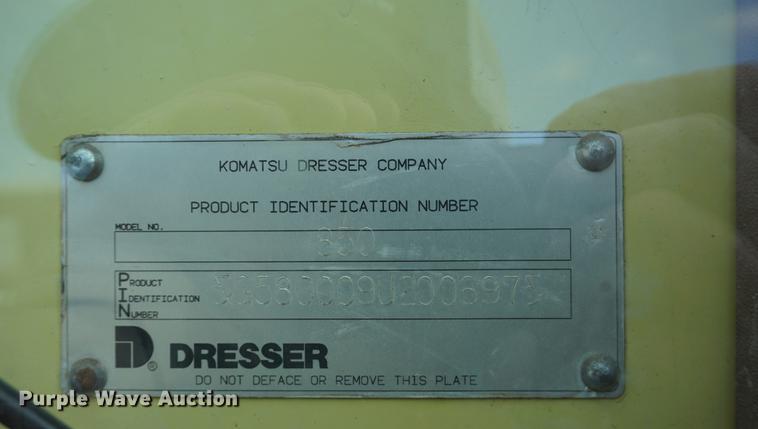 KOMATSU DRESSER COMPANY
PRODUCT IDENTIFICATION NUMBER
MODEL NO.
850
PRODUCT
IDENTIFICATION
NUMBER
D® DRESSER
DO NOT DEFACE OR REMOVE THIS PLATE
Purple Wave Auction